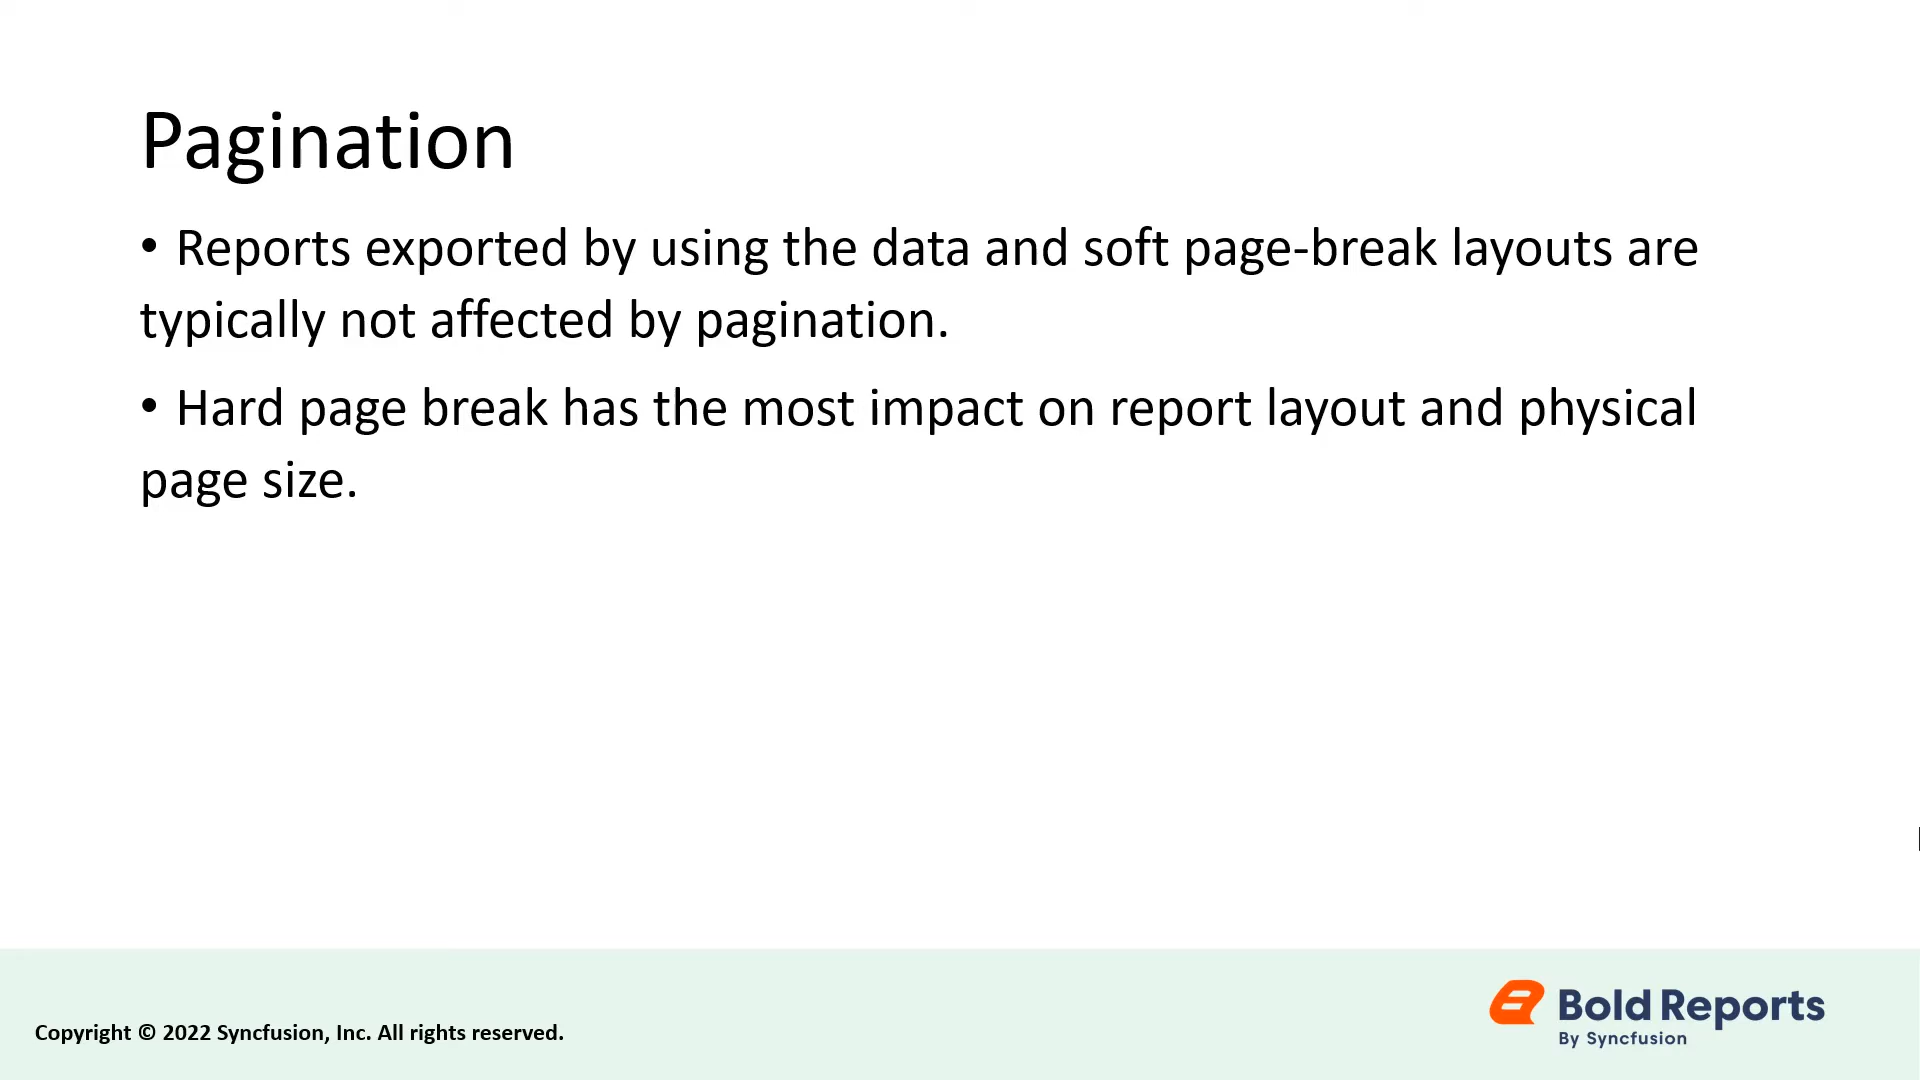 Pagination
• Reports exported by using the data and soft page-break layouts are
typically not affected by pagination.
• Hard page break has the most impact on report layout and physical
page size.
Copyright © 2022 Syncfusion, Inc. All rights reserved.
Bold Reports
By Syncfusion